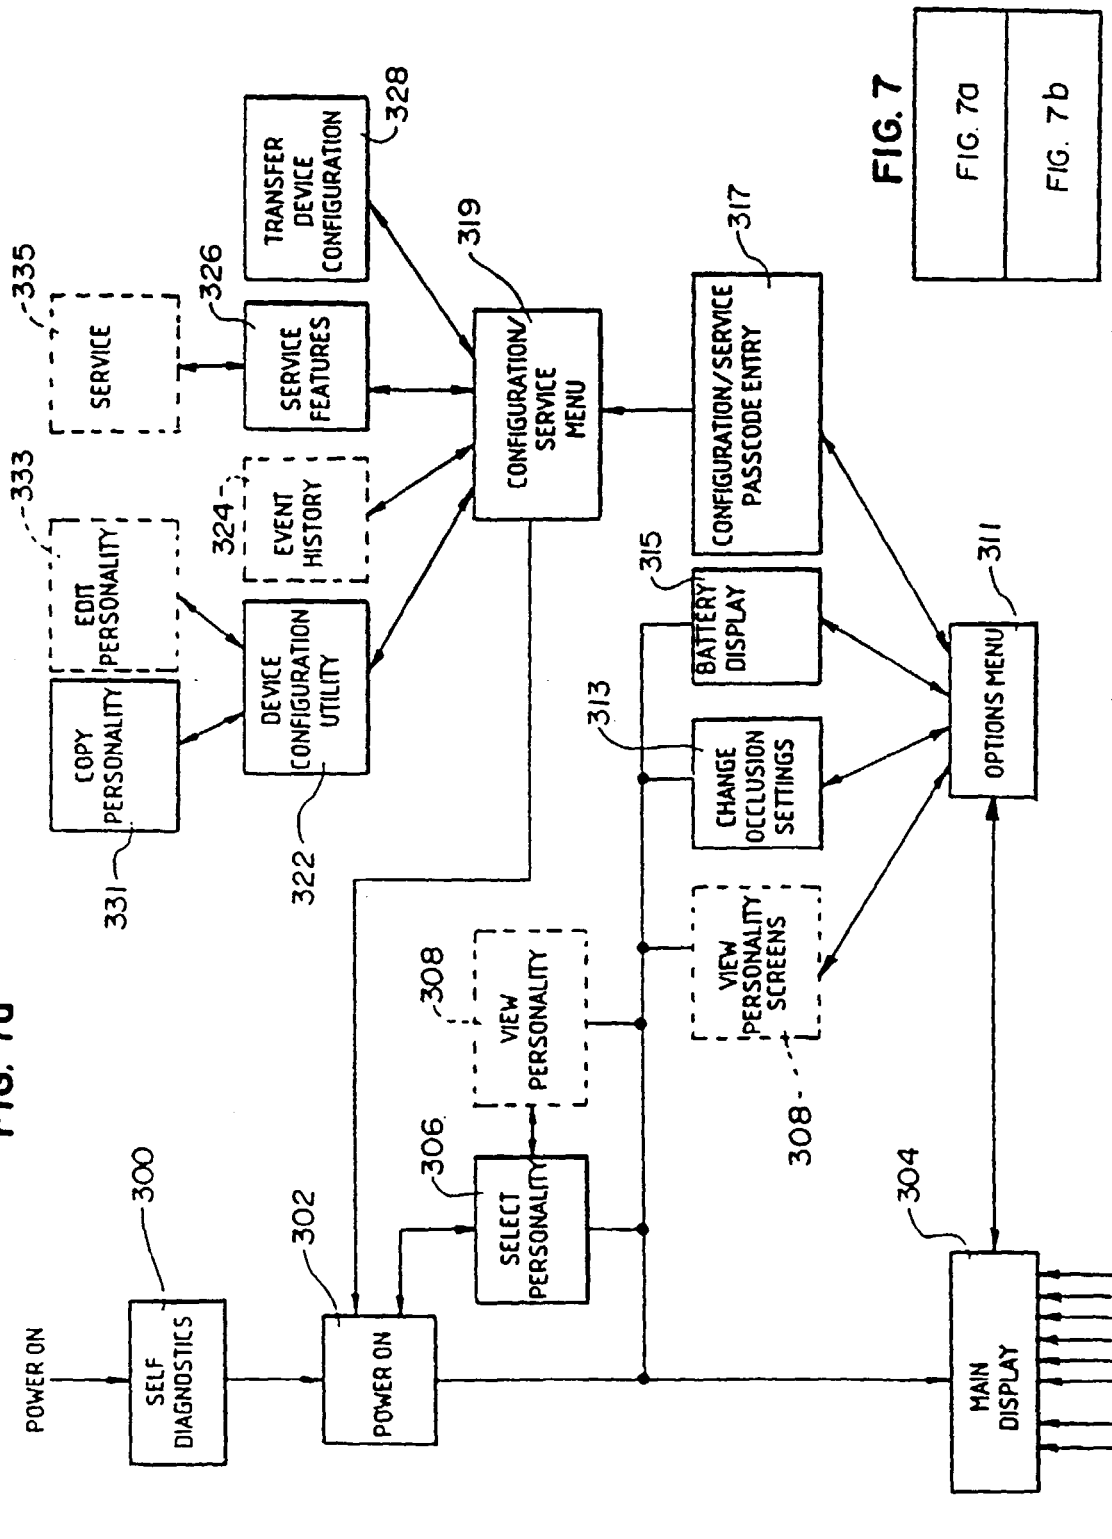 FIG. 7a
POWER ON
SELF
DIAGNOSTICS
300
POWER ON
302
SELECT
PERSONALITY
306
VIEW
PERSONALITY
308
MAIN
DISPLAY
304
COPY
PERSONALITY
331
EDIT
PERSONALITY
333
SERVICE
335
DEVICE
CONFIGURATION
UTILITY
322
EVENT
HISTORY
324
SERVICE
FEATURES
326
TRANSFER
DEVICE
CONFIGURATION
328
CONFIGURATION/
SERVICE
MENU
319
VIEW
PERSONALITY
SCREENS
308
CHANGE
OCCLUSION
SETTINGS
313
BATTERY
DISPLAY
315
CONFIGURATION/SERVICE
PASSCODE ENTRY
317
OPTIONS MENU
311
FIG. 7
FIG. 7a
FIG. 7b